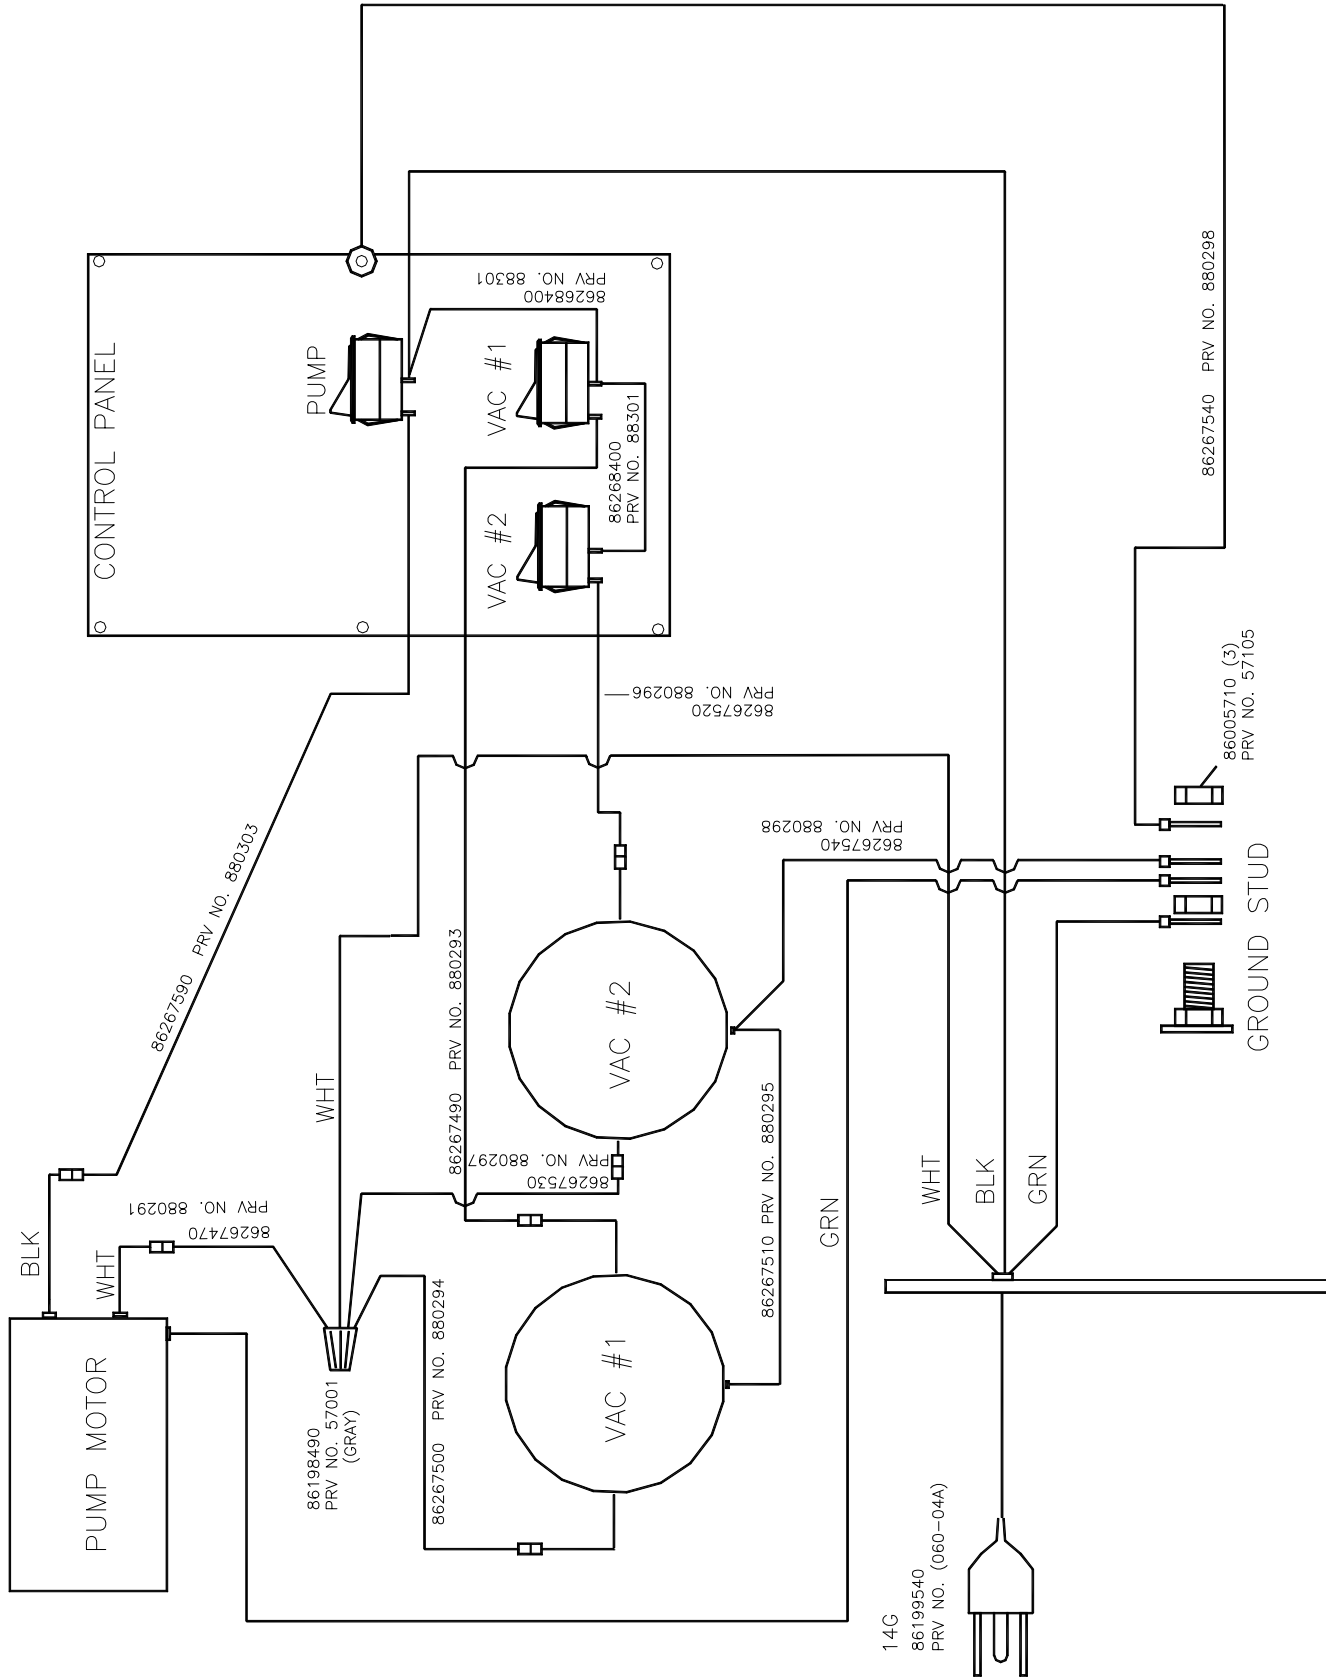 CONTROL PANEL
PUMP
VAC #1
VAC #2
86268400
PRV NO. 88301
86268400
PRV NO. 88301
86267540 PRV NO. 880298
86267520
PRV NO. 880296
86005710 (3)
PRV NO. 57105
86267590 PRV NO. 880303
86267540
PRV NO. 880298
GROUND STUD
86267490 PRV NO. 880293
WHT
VAC #2
86267530
PRV NO. 880297
86267510 PRV NO. 880295
BLK
WHT
86267470
PRV NO. 880291
PUMP MOTOR
86198490
PRV NO. 57001
(GRAY)
86267500 PRV NO. 880294
VAC #1
GRN
WHT
BLK
GRN
14G
86199540
PRV NO. (060-04A)